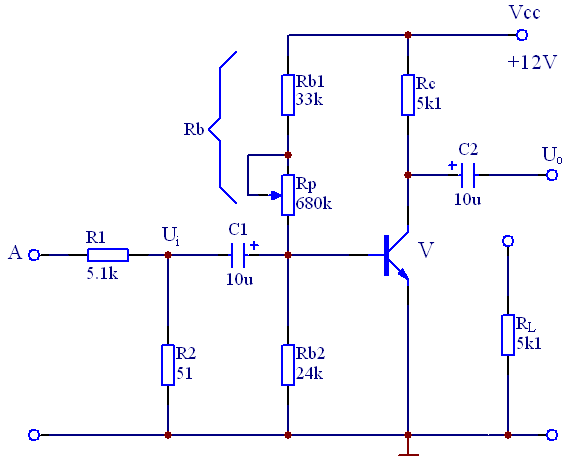 Vcc
+12V
Rb1
33k
Rc
5k1
Rb
C2
10u
Uo
Rp
680k
A
R1
5.1k
Ui
C1
10u
V
R2
51
Rb2
24k
RL
5k1